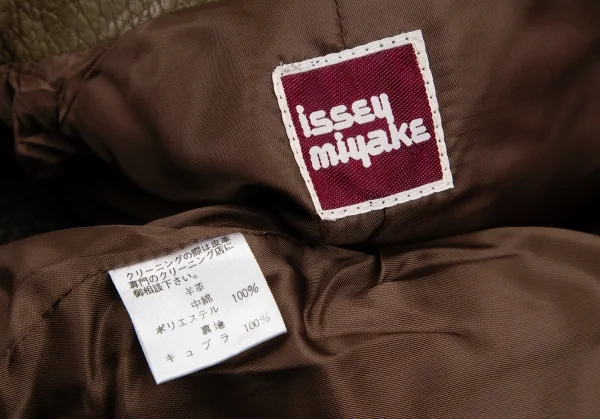 issey
miyake
クリーニングの際は皮革
専門のクリーニング店に
御相談下さい。
羊革
中綿
ポリエステル 100%
裏地
キュプラ 100%